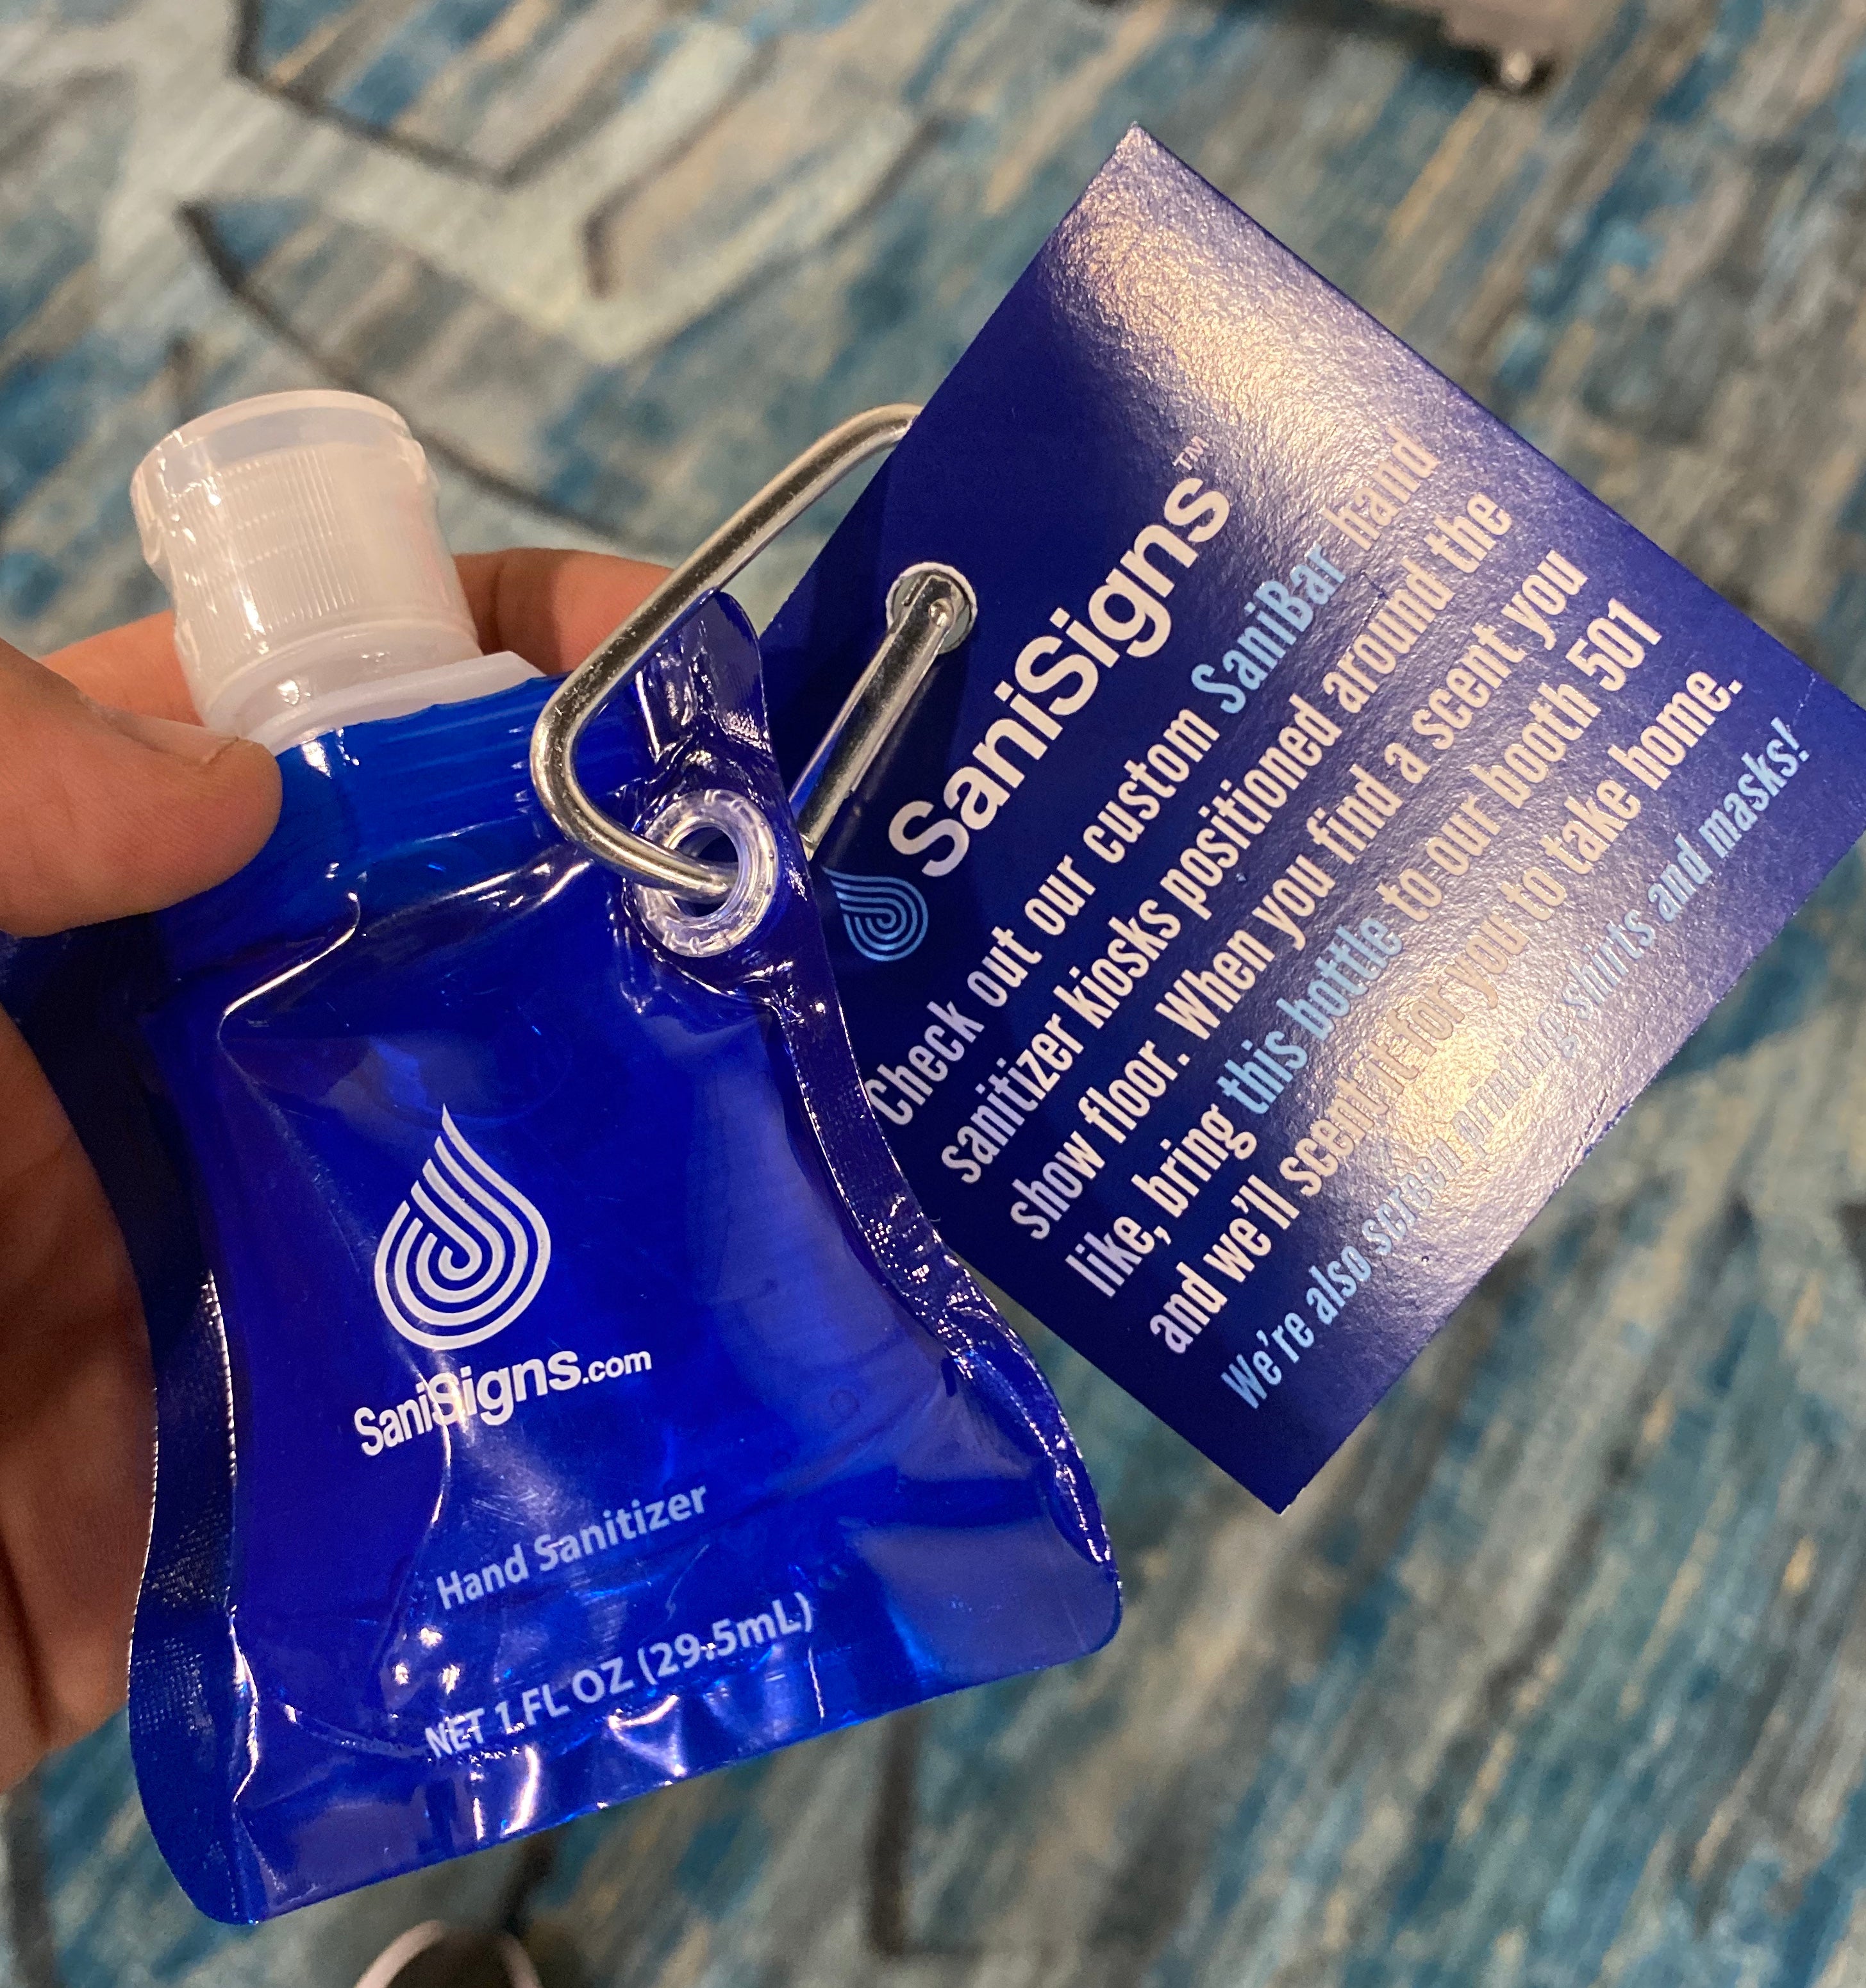 SaniSigns.com
Hand Sanitizer
NET 1 FL OZ (29.5mL)
SaniSigns™
Check out our custom SaniBar hand
sanitizer kiosks positioned around the
show floor. When you find a scent you
like, bring this bottle to our booth 501
and we'll scent it for you to take home.
We're also screen printing shirts and masks!